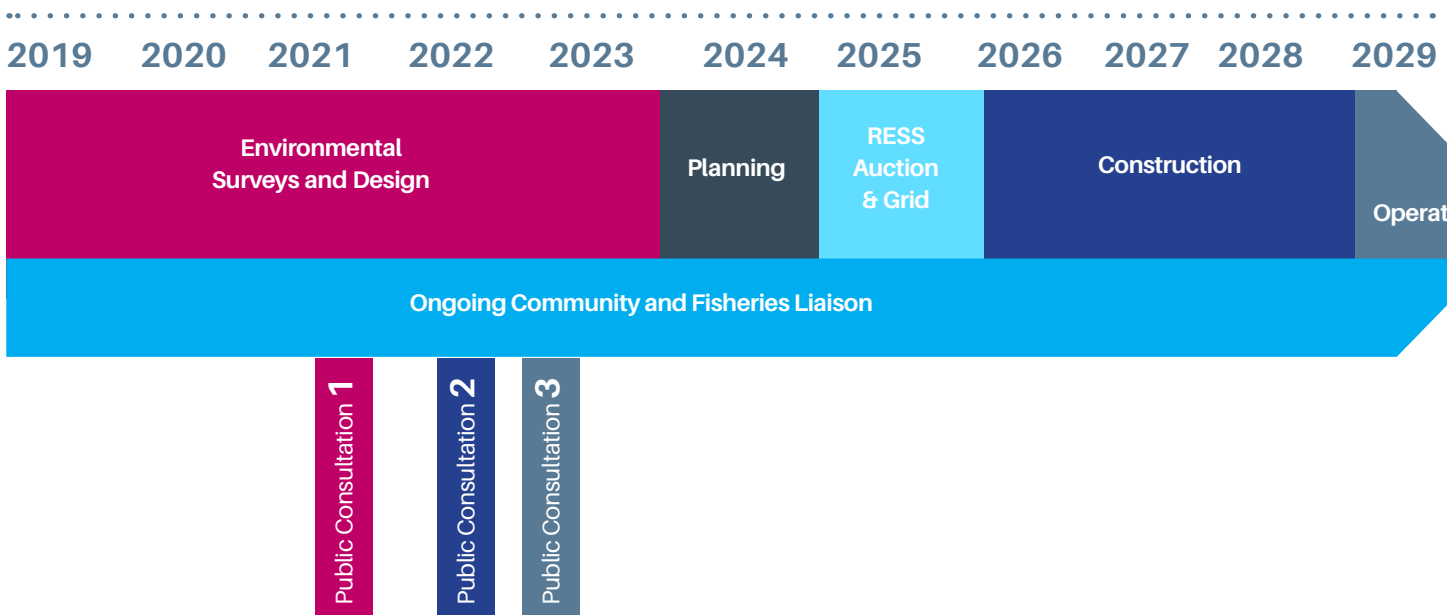 2019 2020 2021 2022 2023 2024 2025 2026 2027 2028 2029
Environmental
Surveys and Design
Planning
RESS
Auction
& Grid
Construction
Operat
Ongoing Community and Fisheries Liaison
Public Consultation 1
Public Consultation 2
Public Consultation 3